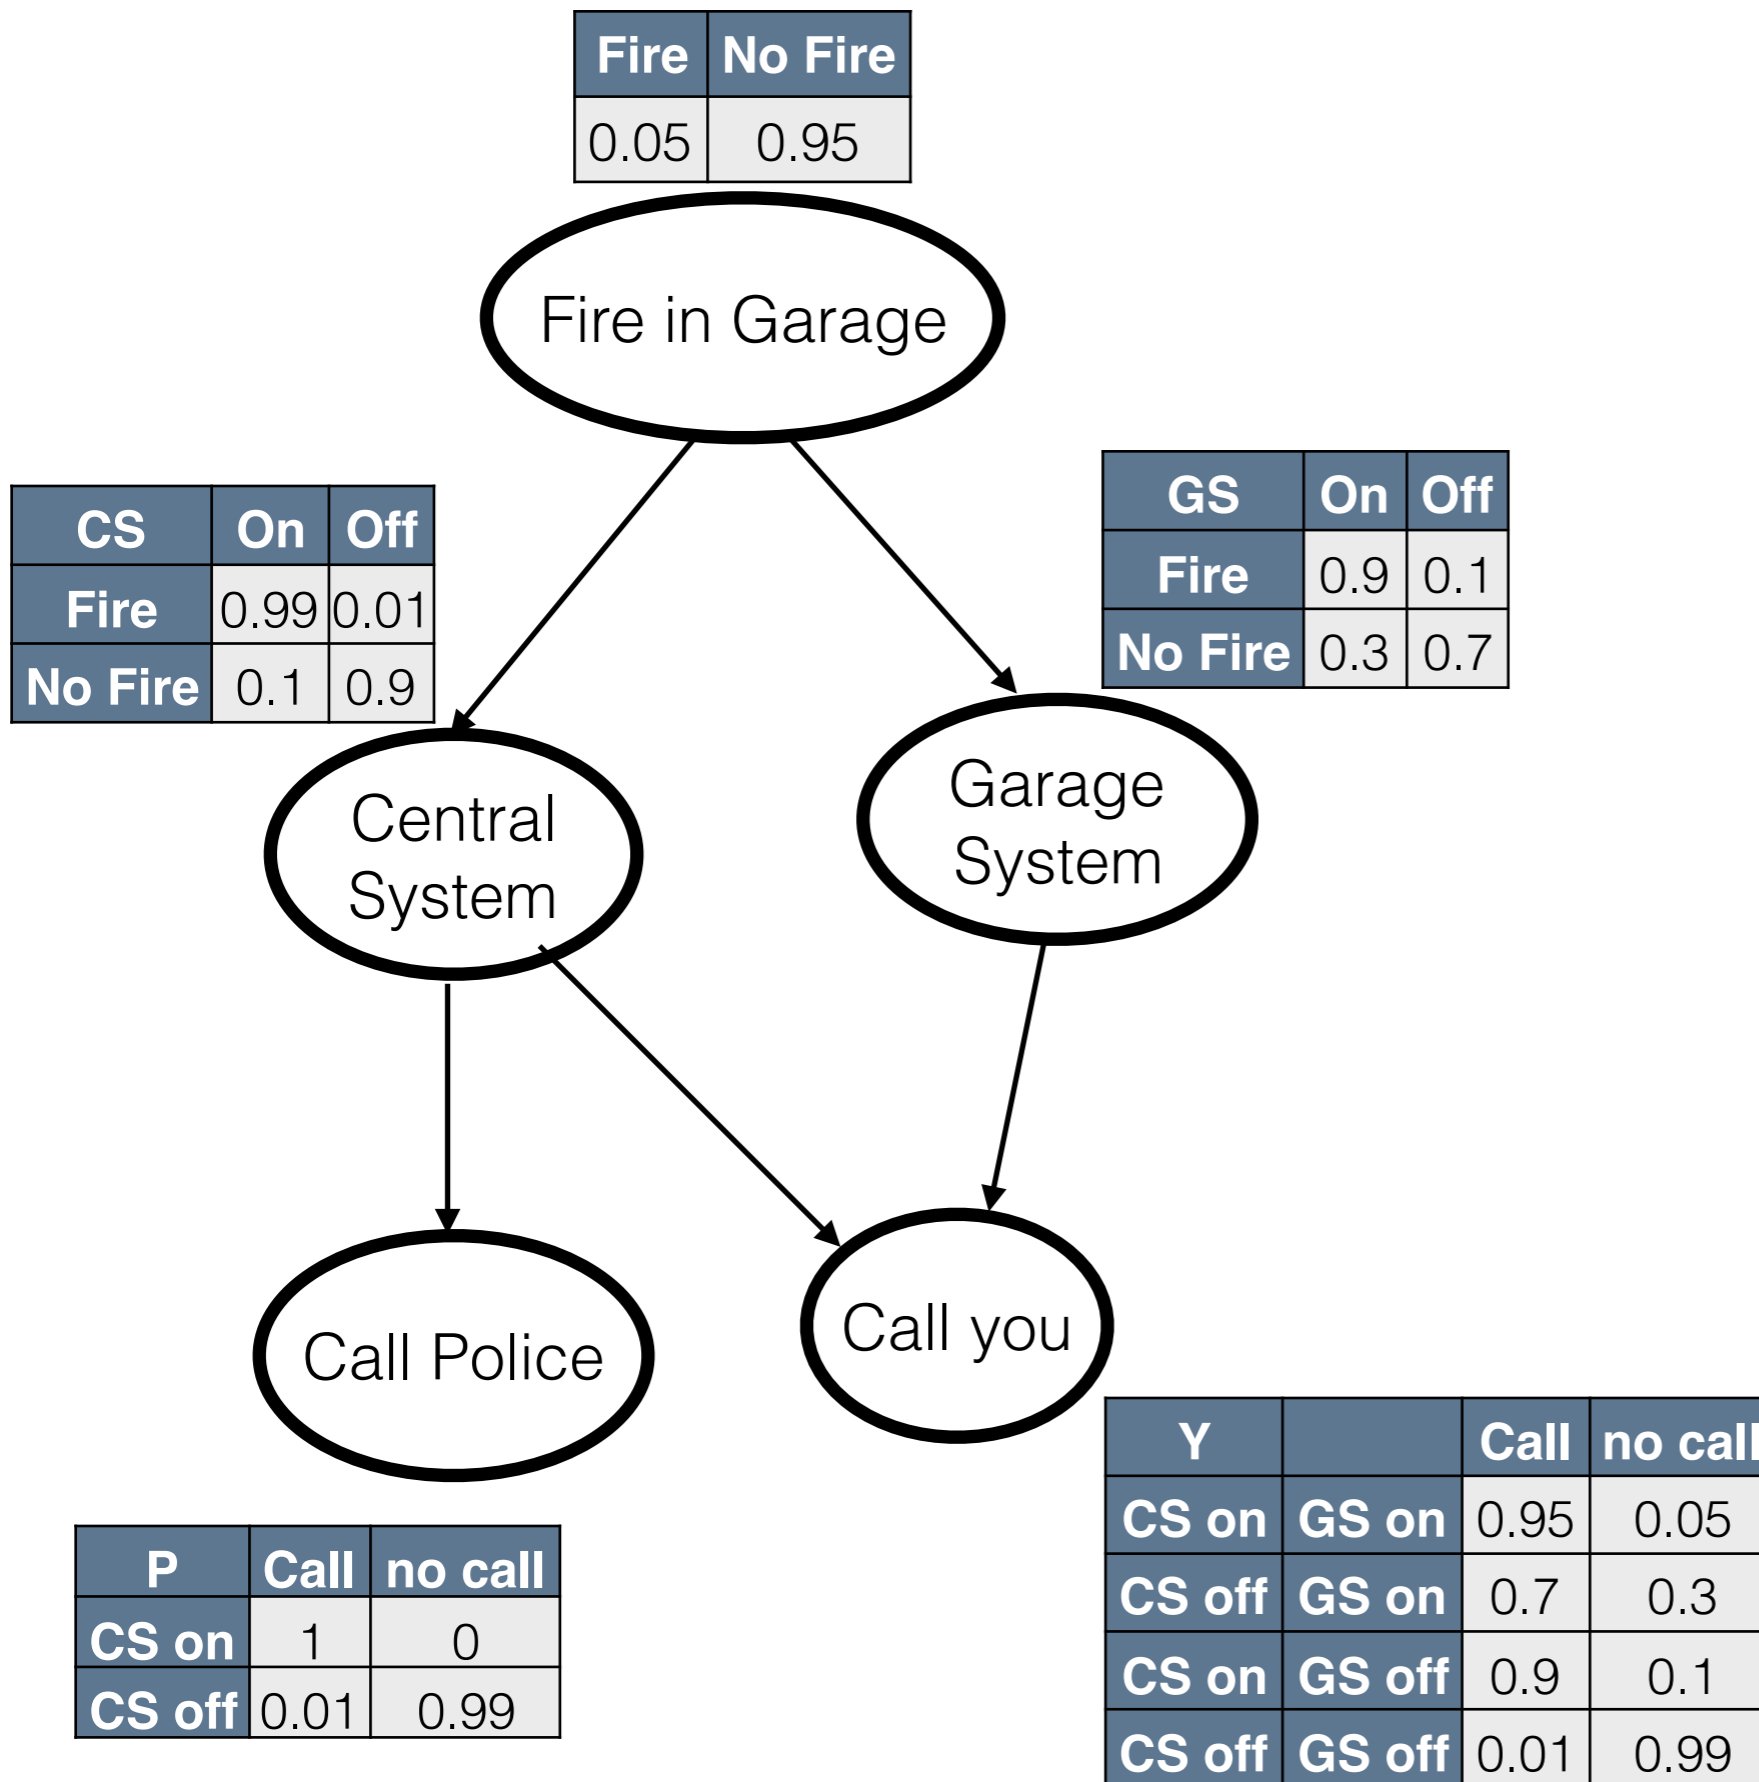 Fire No Fire
0.05 0.95
Fire in Garage
CS On Off
Fire 0.99 0.01
No Fire 0.1 0.9
GS On Off
Fire 0.9 0.1
No Fire 0.3 0.7
Central
System
Garage
System
Call Police
Call you
P Call no call
CS on 1 0
CS off 0.01 0.99
Y Call no call
CS on GS on 0.95 0.05
CS off GS on 0.7 0.3
CS on GS off 0.9 0.1
CS off GS off 0.01 0.99